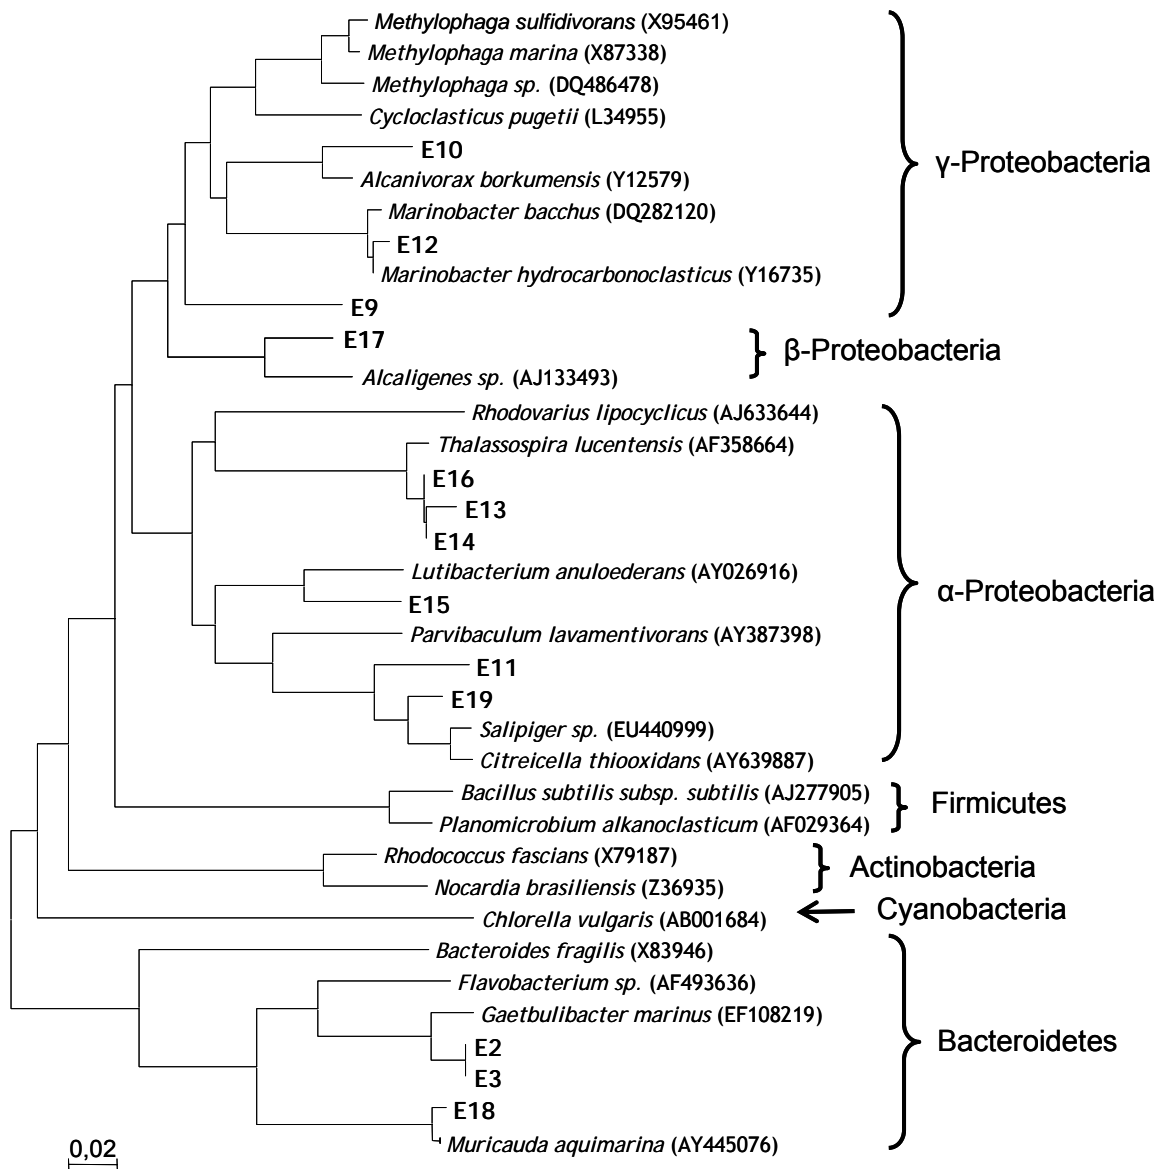 Methylophaga sulfidivorans (X95461)
Methylophaga marina (X87338)
Methylophaga sp. (DQ486478)
Cycloclasticus pugetii (L34955)
E10
Alcanivorax borkumensis (Y12579)
Marinobacter bacchus (DQ282120)
E12
Marinobacter hydrocarbonoclasticus (Y16735)
E9
γ-Proteobacteria
E17
Alcaligenes sp. (AJ133493)
β-Proteobacteria
Rhodovarius lipocyclicus (AJ633644)
Thalassospira lucentensis (AF358664)
E16
E13
E14
Lutibacterium anuloederans (AY026916)
E15
Parvibaculum lavamentivorans (AY387398)
E11
E19
Salipiger sp. (EU440999)
Citreicella thiooxidans (AY639887)
α-Proteobacteria
Bacillus subtilis subsp. subtilis (AJ277905)
Planomicrobium alkanoclasticum (AF029364)
Firmicutes
Rhodococcus fascians (X79187)
Nocardia brasiliensis (Z36935)
Actinobacteria
Chlorella vulgaris (AB001684)
Cyanobacteria
Bacteroides fragilis (X83946)
Flavobacterium sp. (AF493636)
Gaetbulibacter marinus (EF108219)
E2
E3
E18
Muricauda aquimarina (AY445076)
Bacteroidetes
0,02